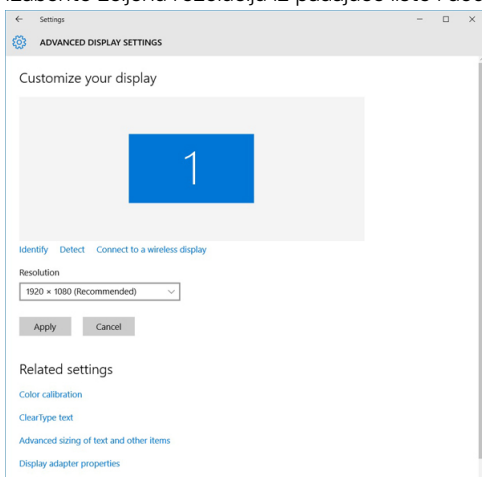 ← Settings
ADVANCED DISPLAY SETTINGS
Customize your display
1
Identify Detect Connect to a wireless display
Resolution
1920 × 1080 (Recommended)
Apply Cancel
Related settings
Color calibration
ClearType text
Advanced sizing of text and other items
Display adapter properties